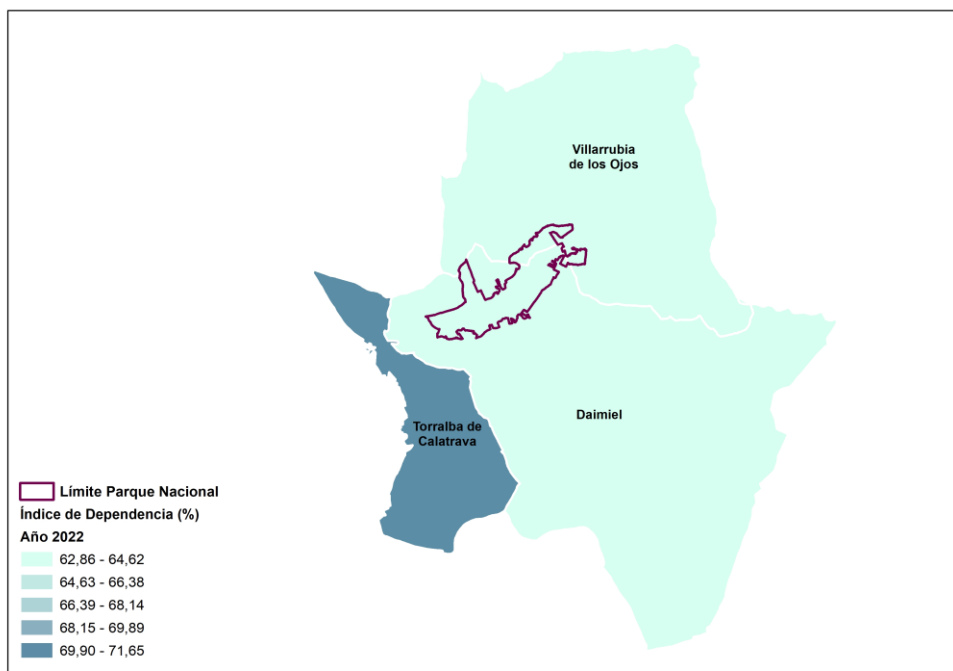 Villarrubia
de los Ojos
Daimiel
Torralba de
Calatrava
Límite Parque Nacional
Índice de Dependencia (%)
Año 2022
62,86 - 64,62
64,63 - 66,38
66,39 - 68,14
68,15 - 69,89
69,90 - 71,65